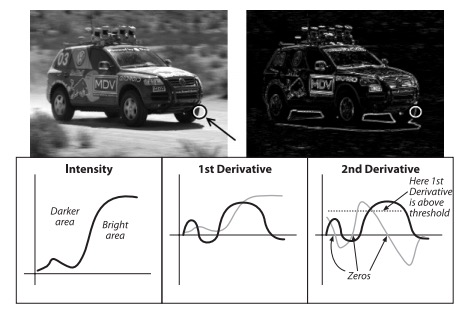 03
MDV
MDV
Intensity
Darker
area
Bright
area
1st Derivative
2nd Derivative
Here 1st
Derivative
is above
threshold
Zeros